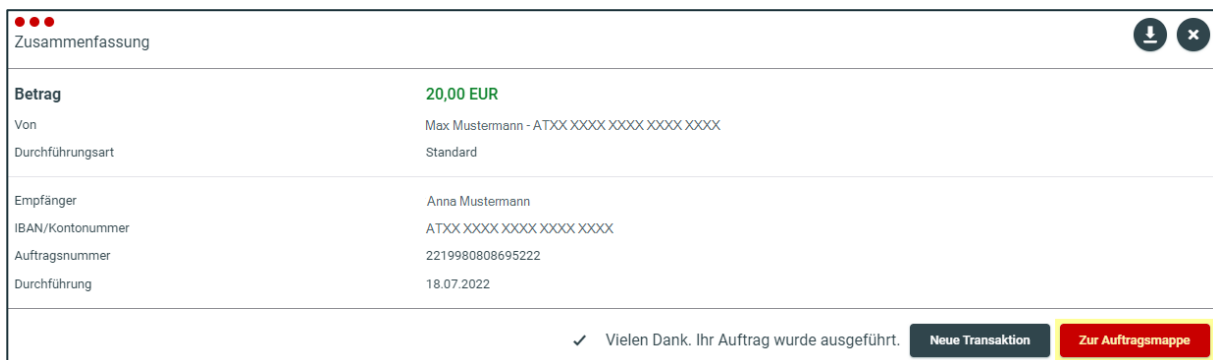 Zusammenfassung
Betrag 20,00 EUR
Von Max Mustermann - ATXX XXXX XXXX XXXX XXXX
Durchführungsart Standard
Empfänger Anna Mustermann
IBAN/Kontonummer ATXX XXXX XXXX XXXX XXXX
Auftragsnummer 2219980808695222
Durchführung 18.07.2022
✓ Vielen Dank. Ihr Auftrag wurde ausgeführt. Neue Transaktion Zur Auftragsmappe